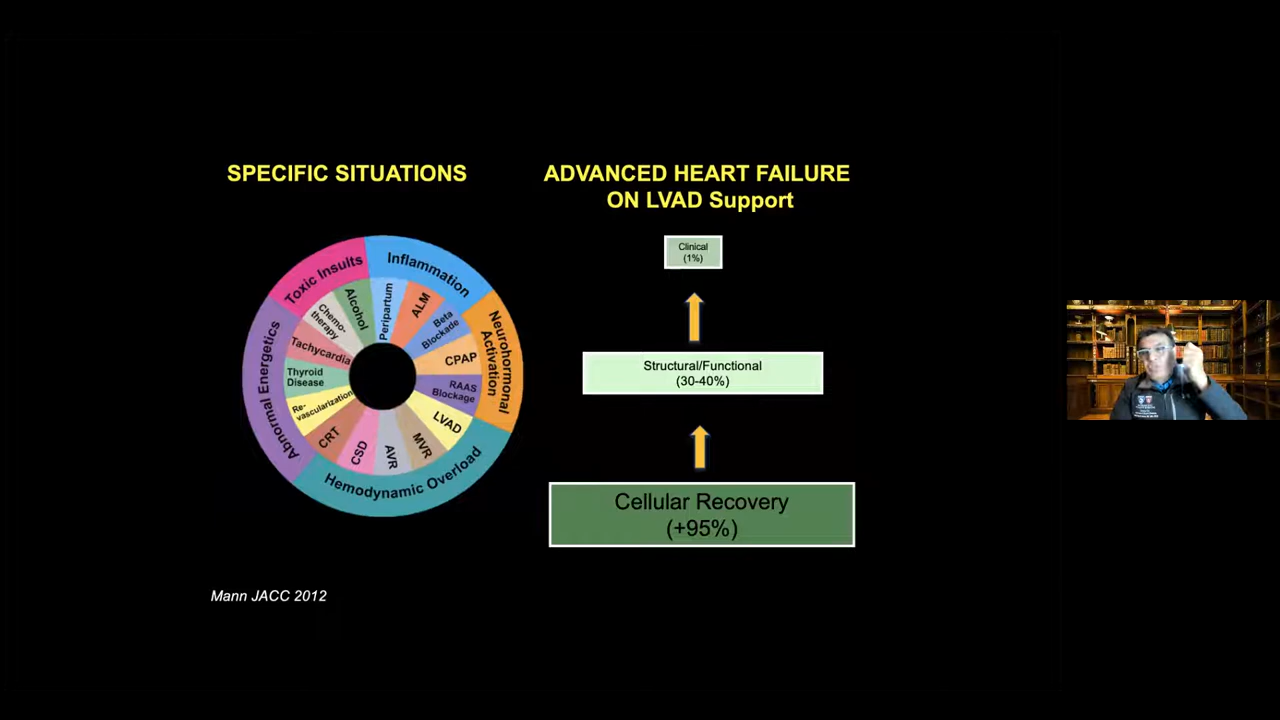 SPECIFIC SITUATIONS
Toxic Insults
Inflammation
Neurohormonal
Activation
Hemodynamic Overload
Abnormal Energetics
Peripartum
ALM
Beta
Blockade
CPAP
RAAS
Blockage
LVAD
MVR
AVR
CSD
CRT
Re-
vascularization
Thyroid
Disease
Tachycardia
Chemo-
therapy
Alcohol
ADVANCED HEART FAILURE
ON LVAD Support
Clinical
(1%)
Structural/Functional
(30-40%)
Cellular Recovery
(+95%)
Mann JACC 2012